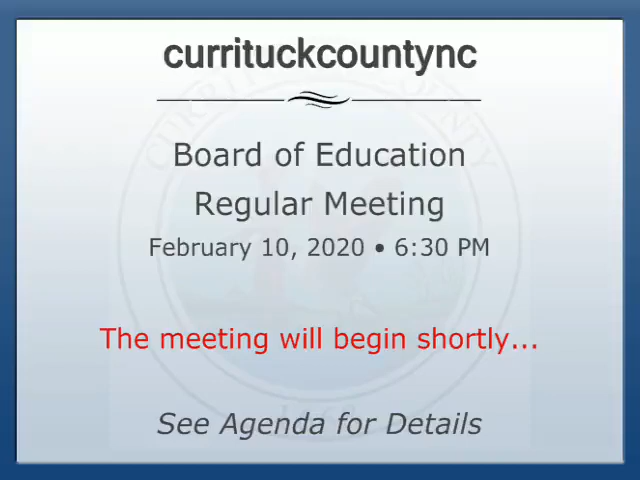 currituckcountync
Board of Education
Regular Meeting
February 10, 2020 • 6:30 PM
The meeting will begin shortly...
See Agenda for Details